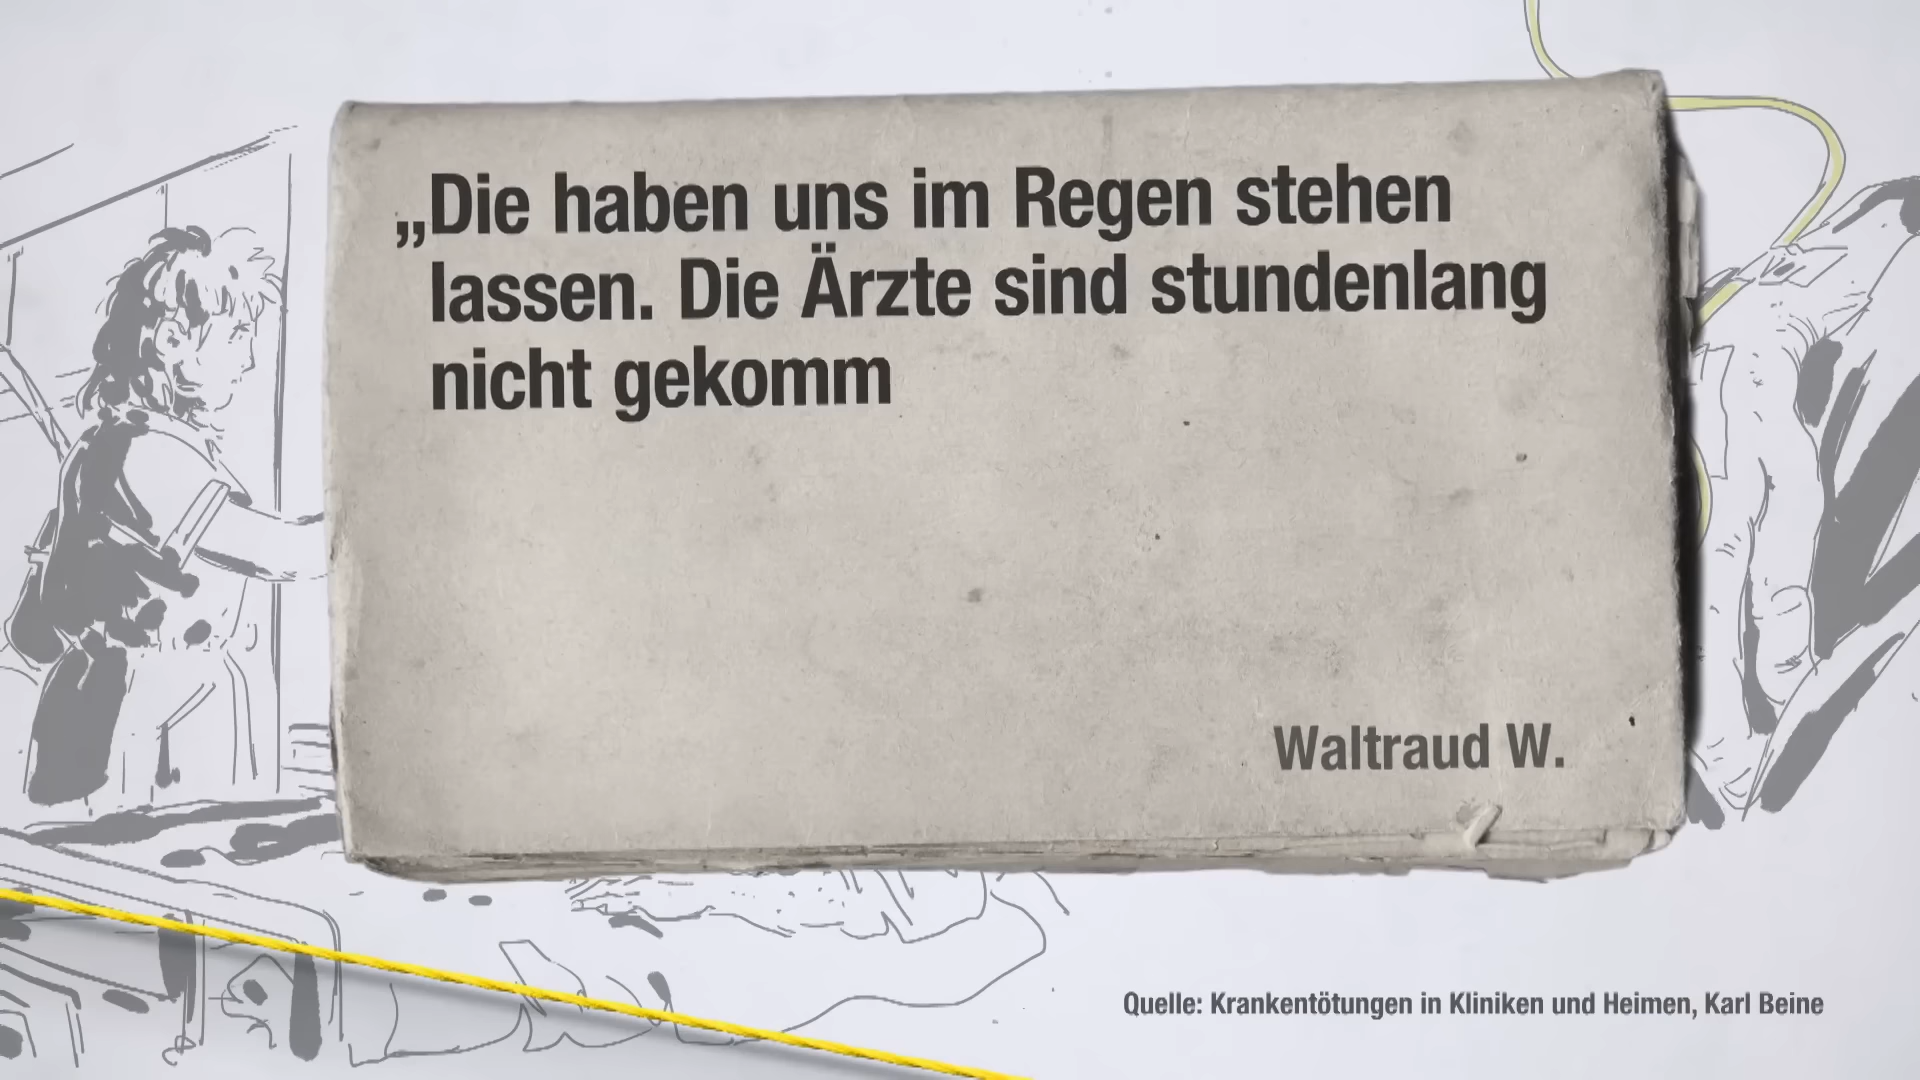 „Die haben uns im Regen stehen
lassen. Die Ärzte sind stundenlang
nicht gekomm
Waltraud W.
Quelle: Krankentötungen in Kliniken und Heimen, Karl Beine